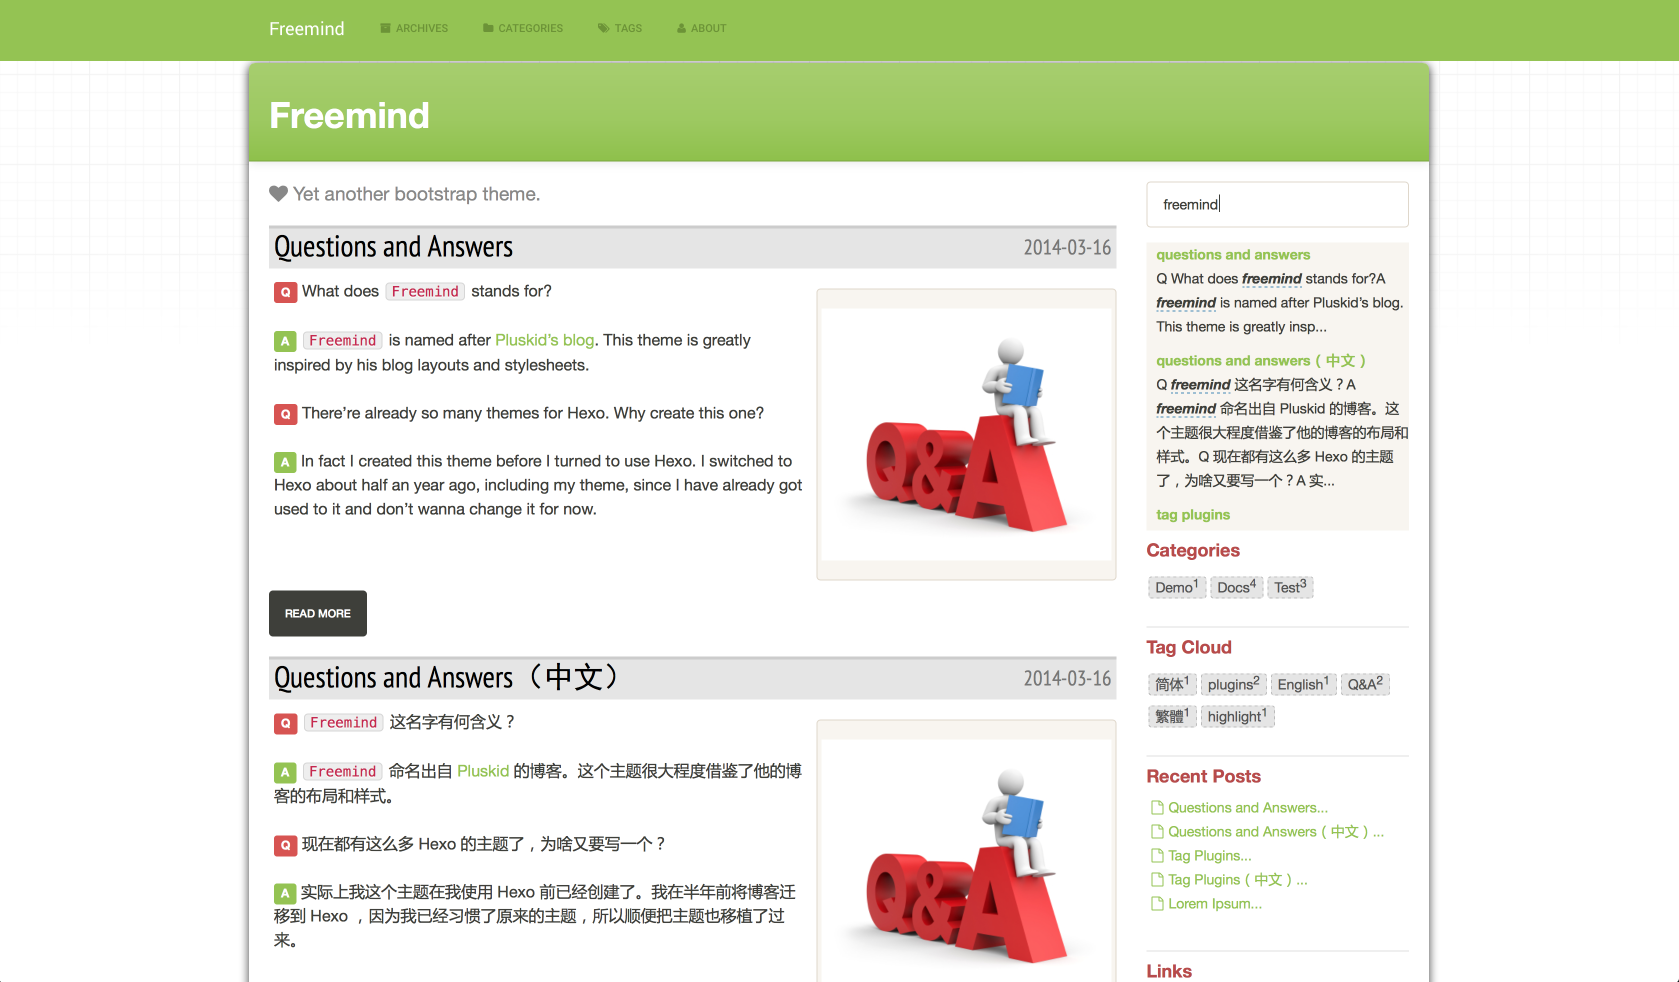 Freemind ARCHIVES CATEGORIES TAGS ABOUT
Freemind
Yet another bootstrap theme.
Questions and Answers 2014-03-16
Q What does Freemind stands for?
A Freemind is named after Pluskid’s blog. This theme is greatly
inspired by his blog layouts and stylesheets.
Q There’re already so many themes for Hexo. Why create this one?
A In fact I created this theme before I turned to use Hexo. I switched to
Hexo about half an year ago, including my theme, since I have already got
used to it and don’t wanna change it for now.
Q&A
READ MORE
Questions and Answers（中文） 2014-03-16
Q Freemind 这名字有何含义？
A Freemind 命名出自 Pluskid 的博客。这个主题很大程度借鉴了他的博
客的布局和样式。
Q 现在都有这么多 Hexo 的主题了，为啥又要写一个？
A 实际上我这个主题在我使用 Hexo 前已经创建了。我在半年前将博客迁
移到 Hexo ，因为我已经习惯了原来的主题，所以顺便把主题也移植了过
来。
Q&A
freemind
questions and answers
Q What does freemind stands for?A
freemind is named after Pluskid’s blog.
This theme is greatly insp...
questions and answers（中文）
Q freemind 这名字有何含义？A
freemind 命名出自 Pluskid 的博客。这
个主题很大程度借鉴了他的博客的布局和
样式。Q 现在都有这么多 Hexo 的主题
了，为啥又要写一个？A 实...
tag plugins
Categories
Demo1 Docs4 Test3
Tag Cloud
简体1 plugins2 English1 Q&A2
繁體1 highlight1
Recent Posts
Questions and Answers...
Questions and Answers（中文）...
Tag Plugins...
Tag Plugins（中文）...
Lorem Ipsum...
Links